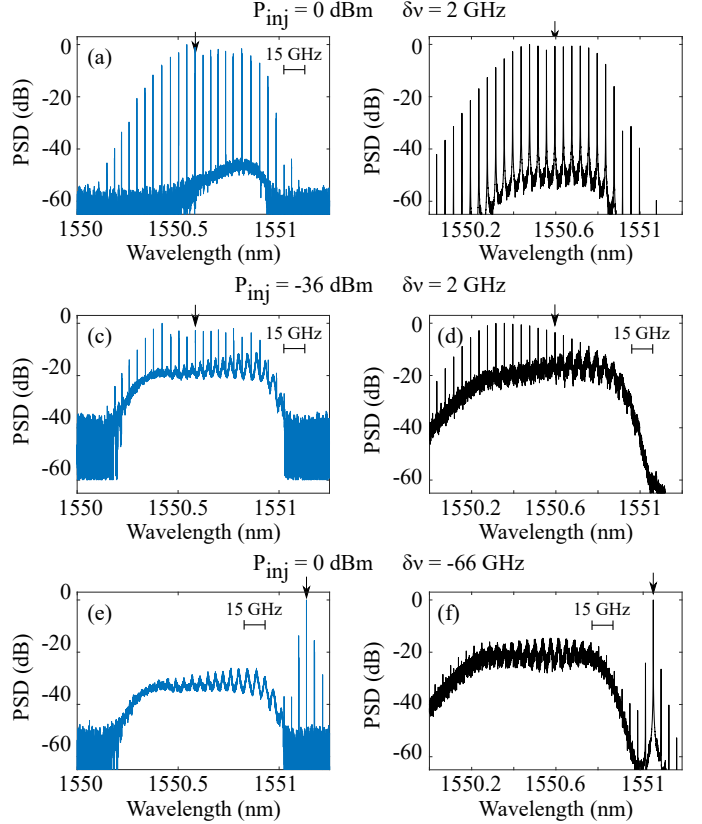 P_inj = 0 dBm δν = 2 GHz
(a)
15 GHz
PSD (dB)
0
-20
-40
-60
1550
1550.5
1551
Wavelength (nm)
PSD (dB)
0
-20
-40
-60
1550.2
1550.6
1551
Wavelength (nm)
P_inj = -36 dBm δν = 2 GHz
(c)
15 GHz
PSD (dB)
0
-20
-40
-60
1550
1550.5
1551
Wavelength (nm)
(d)
15 GHz
PSD (dB)
0
-20
-40
-60
1550.2
1550.6
1551
Wavelength (nm)
P_inj = 0 dBm δν = -66 GHz
(e)
15 GHz
PSD (dB)
0
-20
-40
-60
1550
1550.5
1551
Wavelength (nm)
(f)
15 GHz
PSD (dB)
0
-20
-40
-60
1550.2
1550.6
1551
Wavelength (nm)